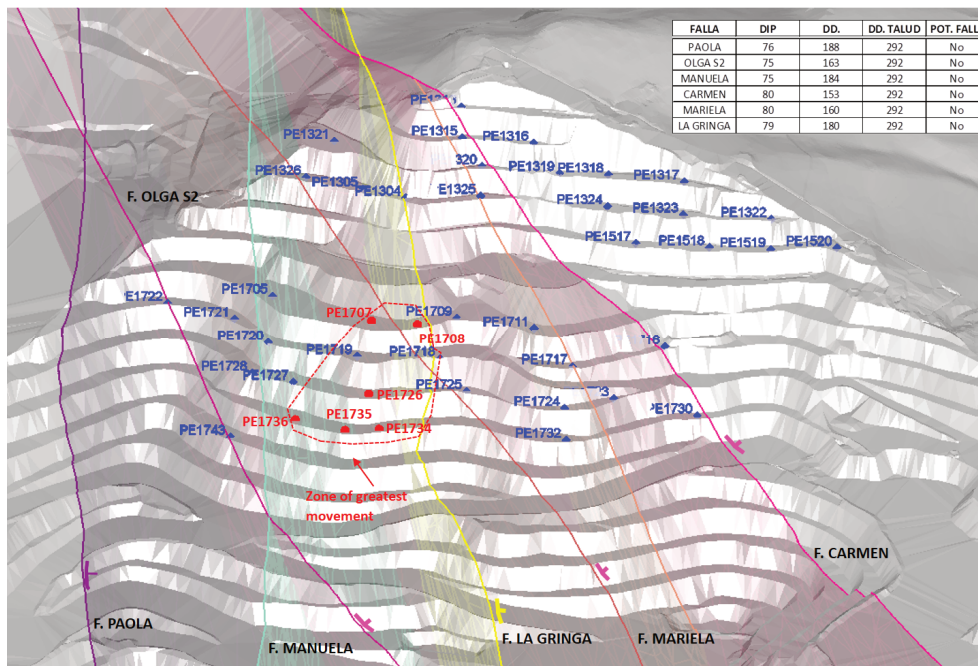 FALLA DIP DD. DD. TALUD POT. FALL
PAOLA 76 188 292 No
OLGA S2 75 163 292 No
MANUELA 75 184 292 No
CARMEN 80 153 292 No
MARIELA 80 160 292 No
LA GRINGA 79 180 292 No
PE1321
PE1315
PE1316
PE1326
PE1305
PE1304
320
E1325
PE1319
PE1318
PE1317
F. OLGA S2
PE1324
PE1323
PE1322
PE1517
PE1518
PE1519
PE1520
PE1722
PE1705
PE1721
PE1707
PE1709
PE1708
PE1711
PE1720
PE1719
PE1718
PE1717
PE1728
PE1727
PE1726
PE1725
PE1724
PE1730
PE1736
PE1735
PE1734
PE1743
PE1732
Zone of greatest
movement
F. CARMEN
F. PAOLA
F. MANUELA
F. LA GRINGA
F. MARIELA